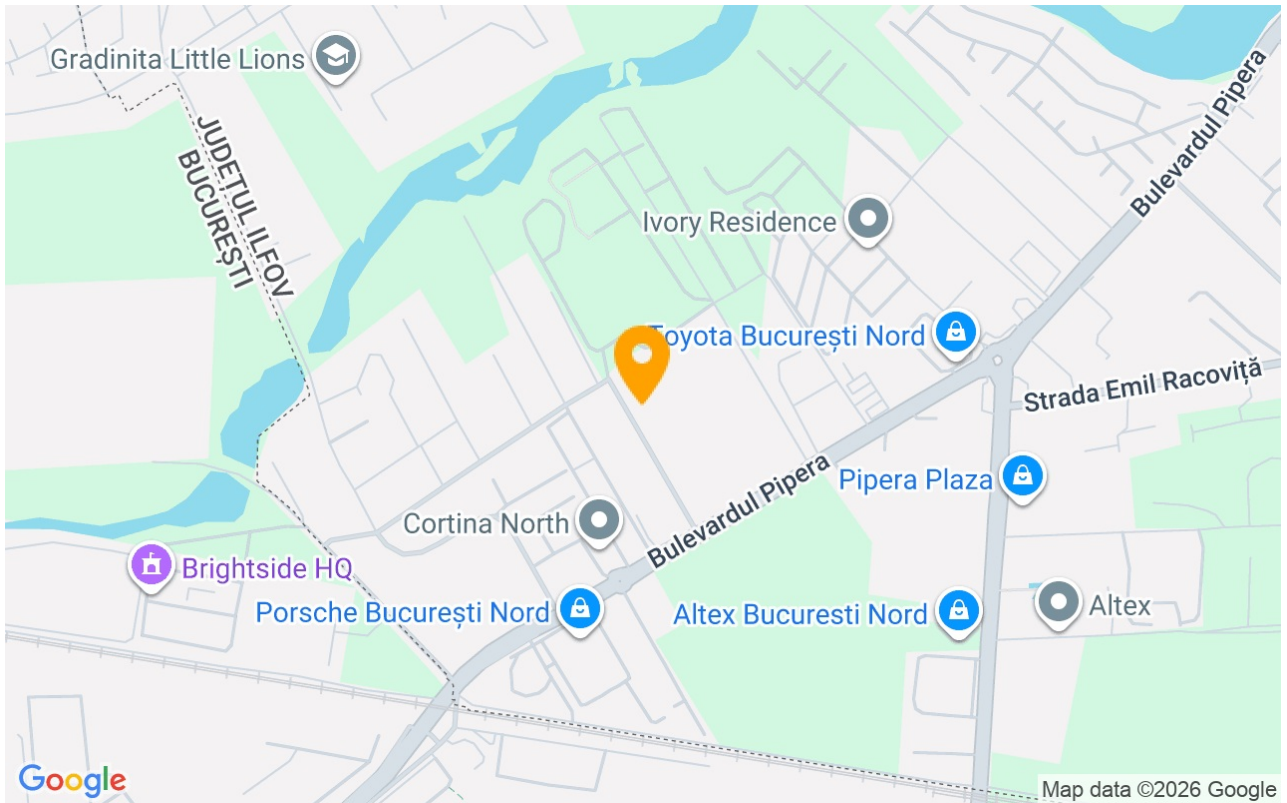 Gradinita Little Lions
JUDEȚUL ILFOV
BUCUREȘTI
Bulevardul Pipera
Ivory Residence
Toyota București Nord
Strada Emil Racoviță
Bulevardul Pipera
Pipera Plaza
Cortina North
Brightside HQ
Porsche București Nord
Altex Bucuresti Nord
Altex
Google
Map data ©2026 Google